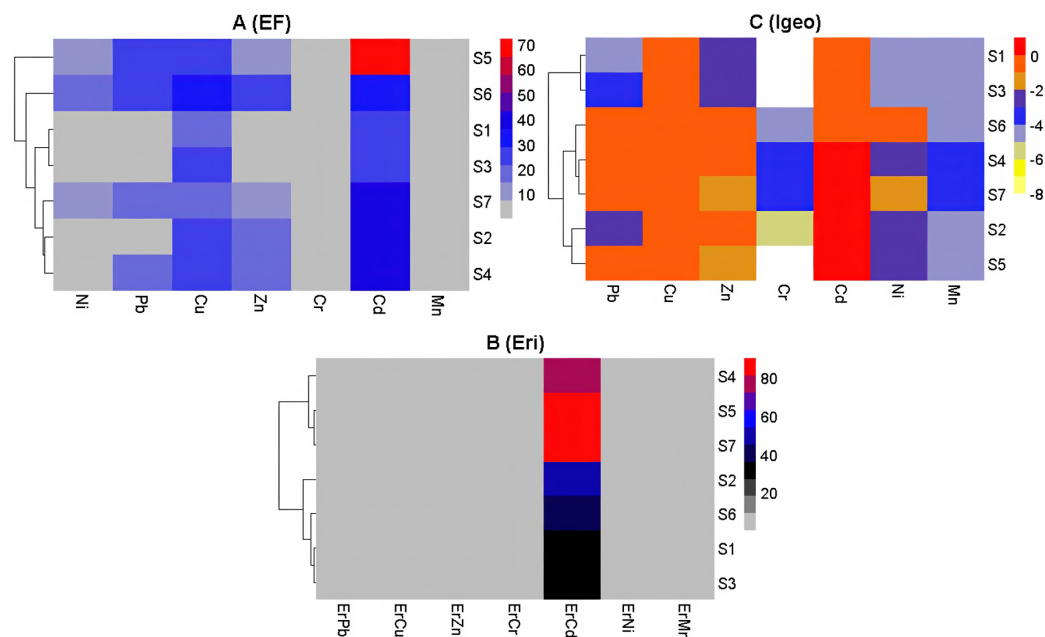 A (EF)
70
60
50
40
30
20
10
S5
S6
S1
S3
S7
S2
S4
Ni
Pb
Cu
Zn
Cr
Cd
Mn
C (Igeo)
0
-2
-4
-6
-8
S1
S3
S6
S4
S7
S2
S5
Pb
Cu
Zn
Cr
Cd
Ni
Mn
B (Eri)
80
60
40
20
S4
S5
S7
S2
S6
S1
S3
ErPb
ErCu
ErZn
ErCr
ErCd
ErNi
ErMn